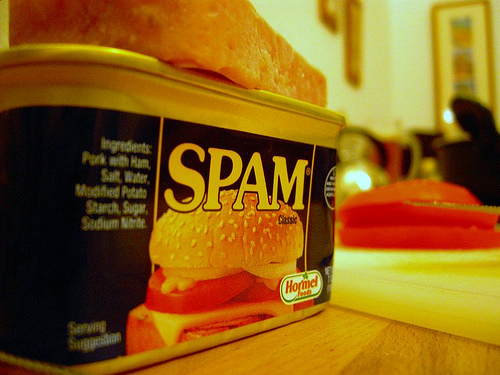 Ingredients:
Pork with Ham,
Salt, Water,
Modified Potato
Starch, Sugar,
Sodium Nitrite.
SPAM®
Classic
Hormel
Foods
Serving
Suggestion